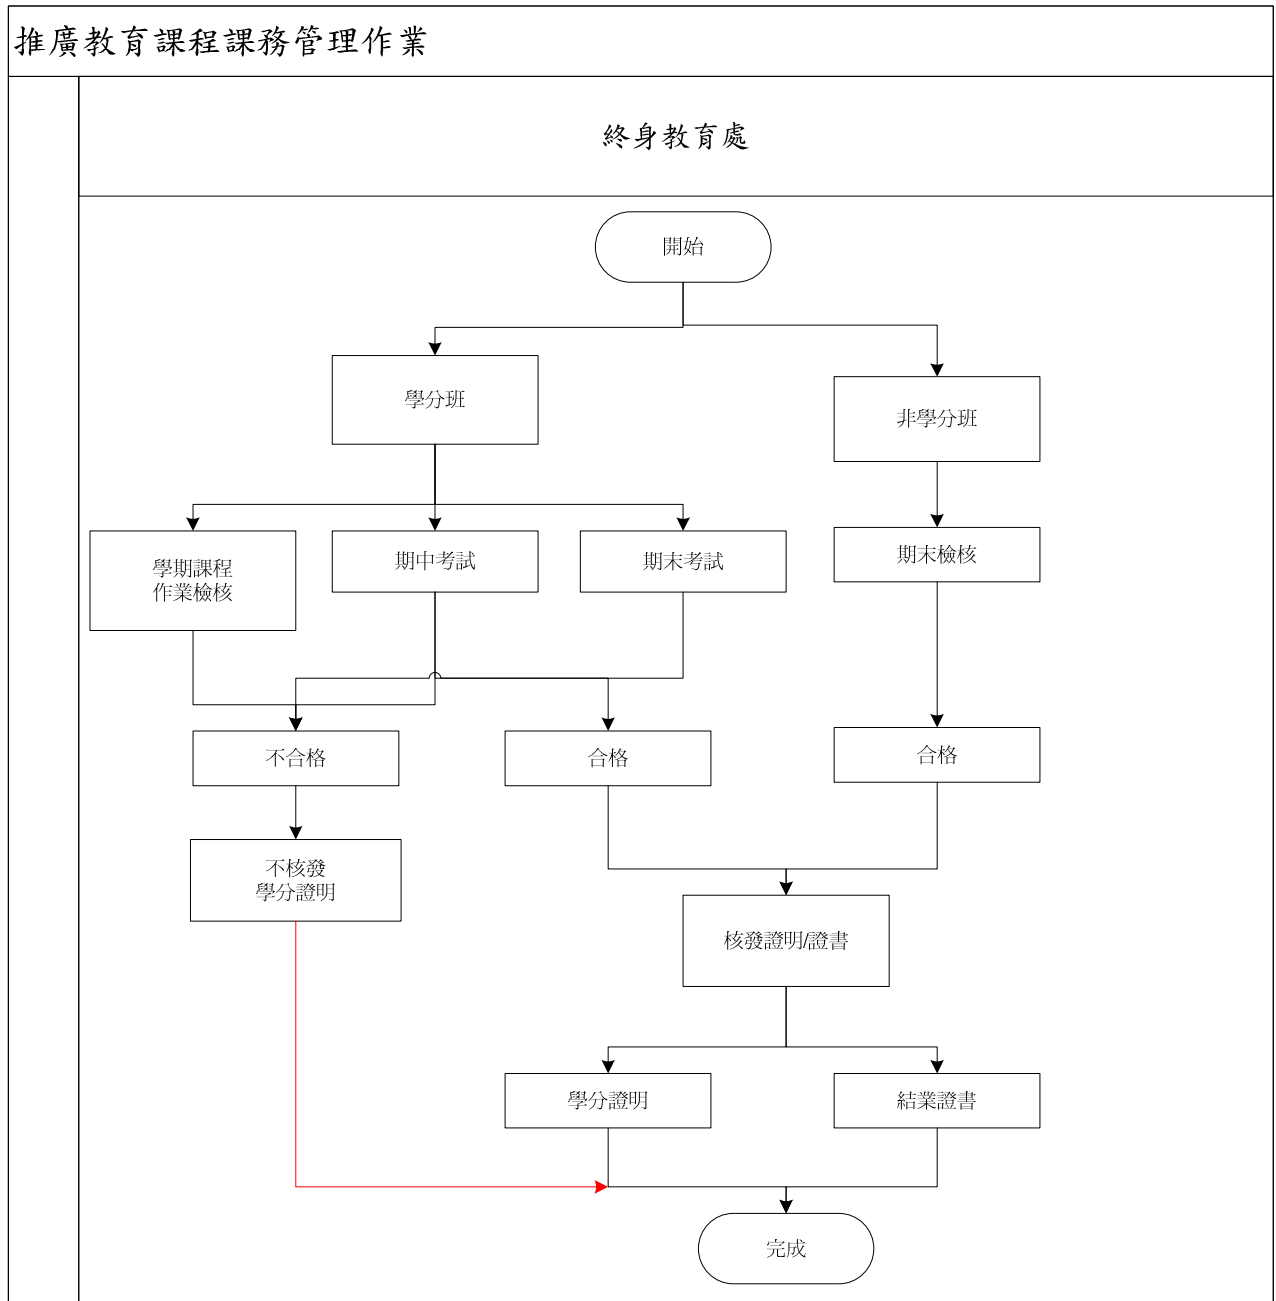 推廣教育課程課務管理作業
終身教育處
開始
學分班
非學分班
學期課程
作業檢核
期中考試
期末考試
期末檢核
不合格
合格
合格
不核發
學分證明
核發證明/證書
學分證明
結業證書
完成